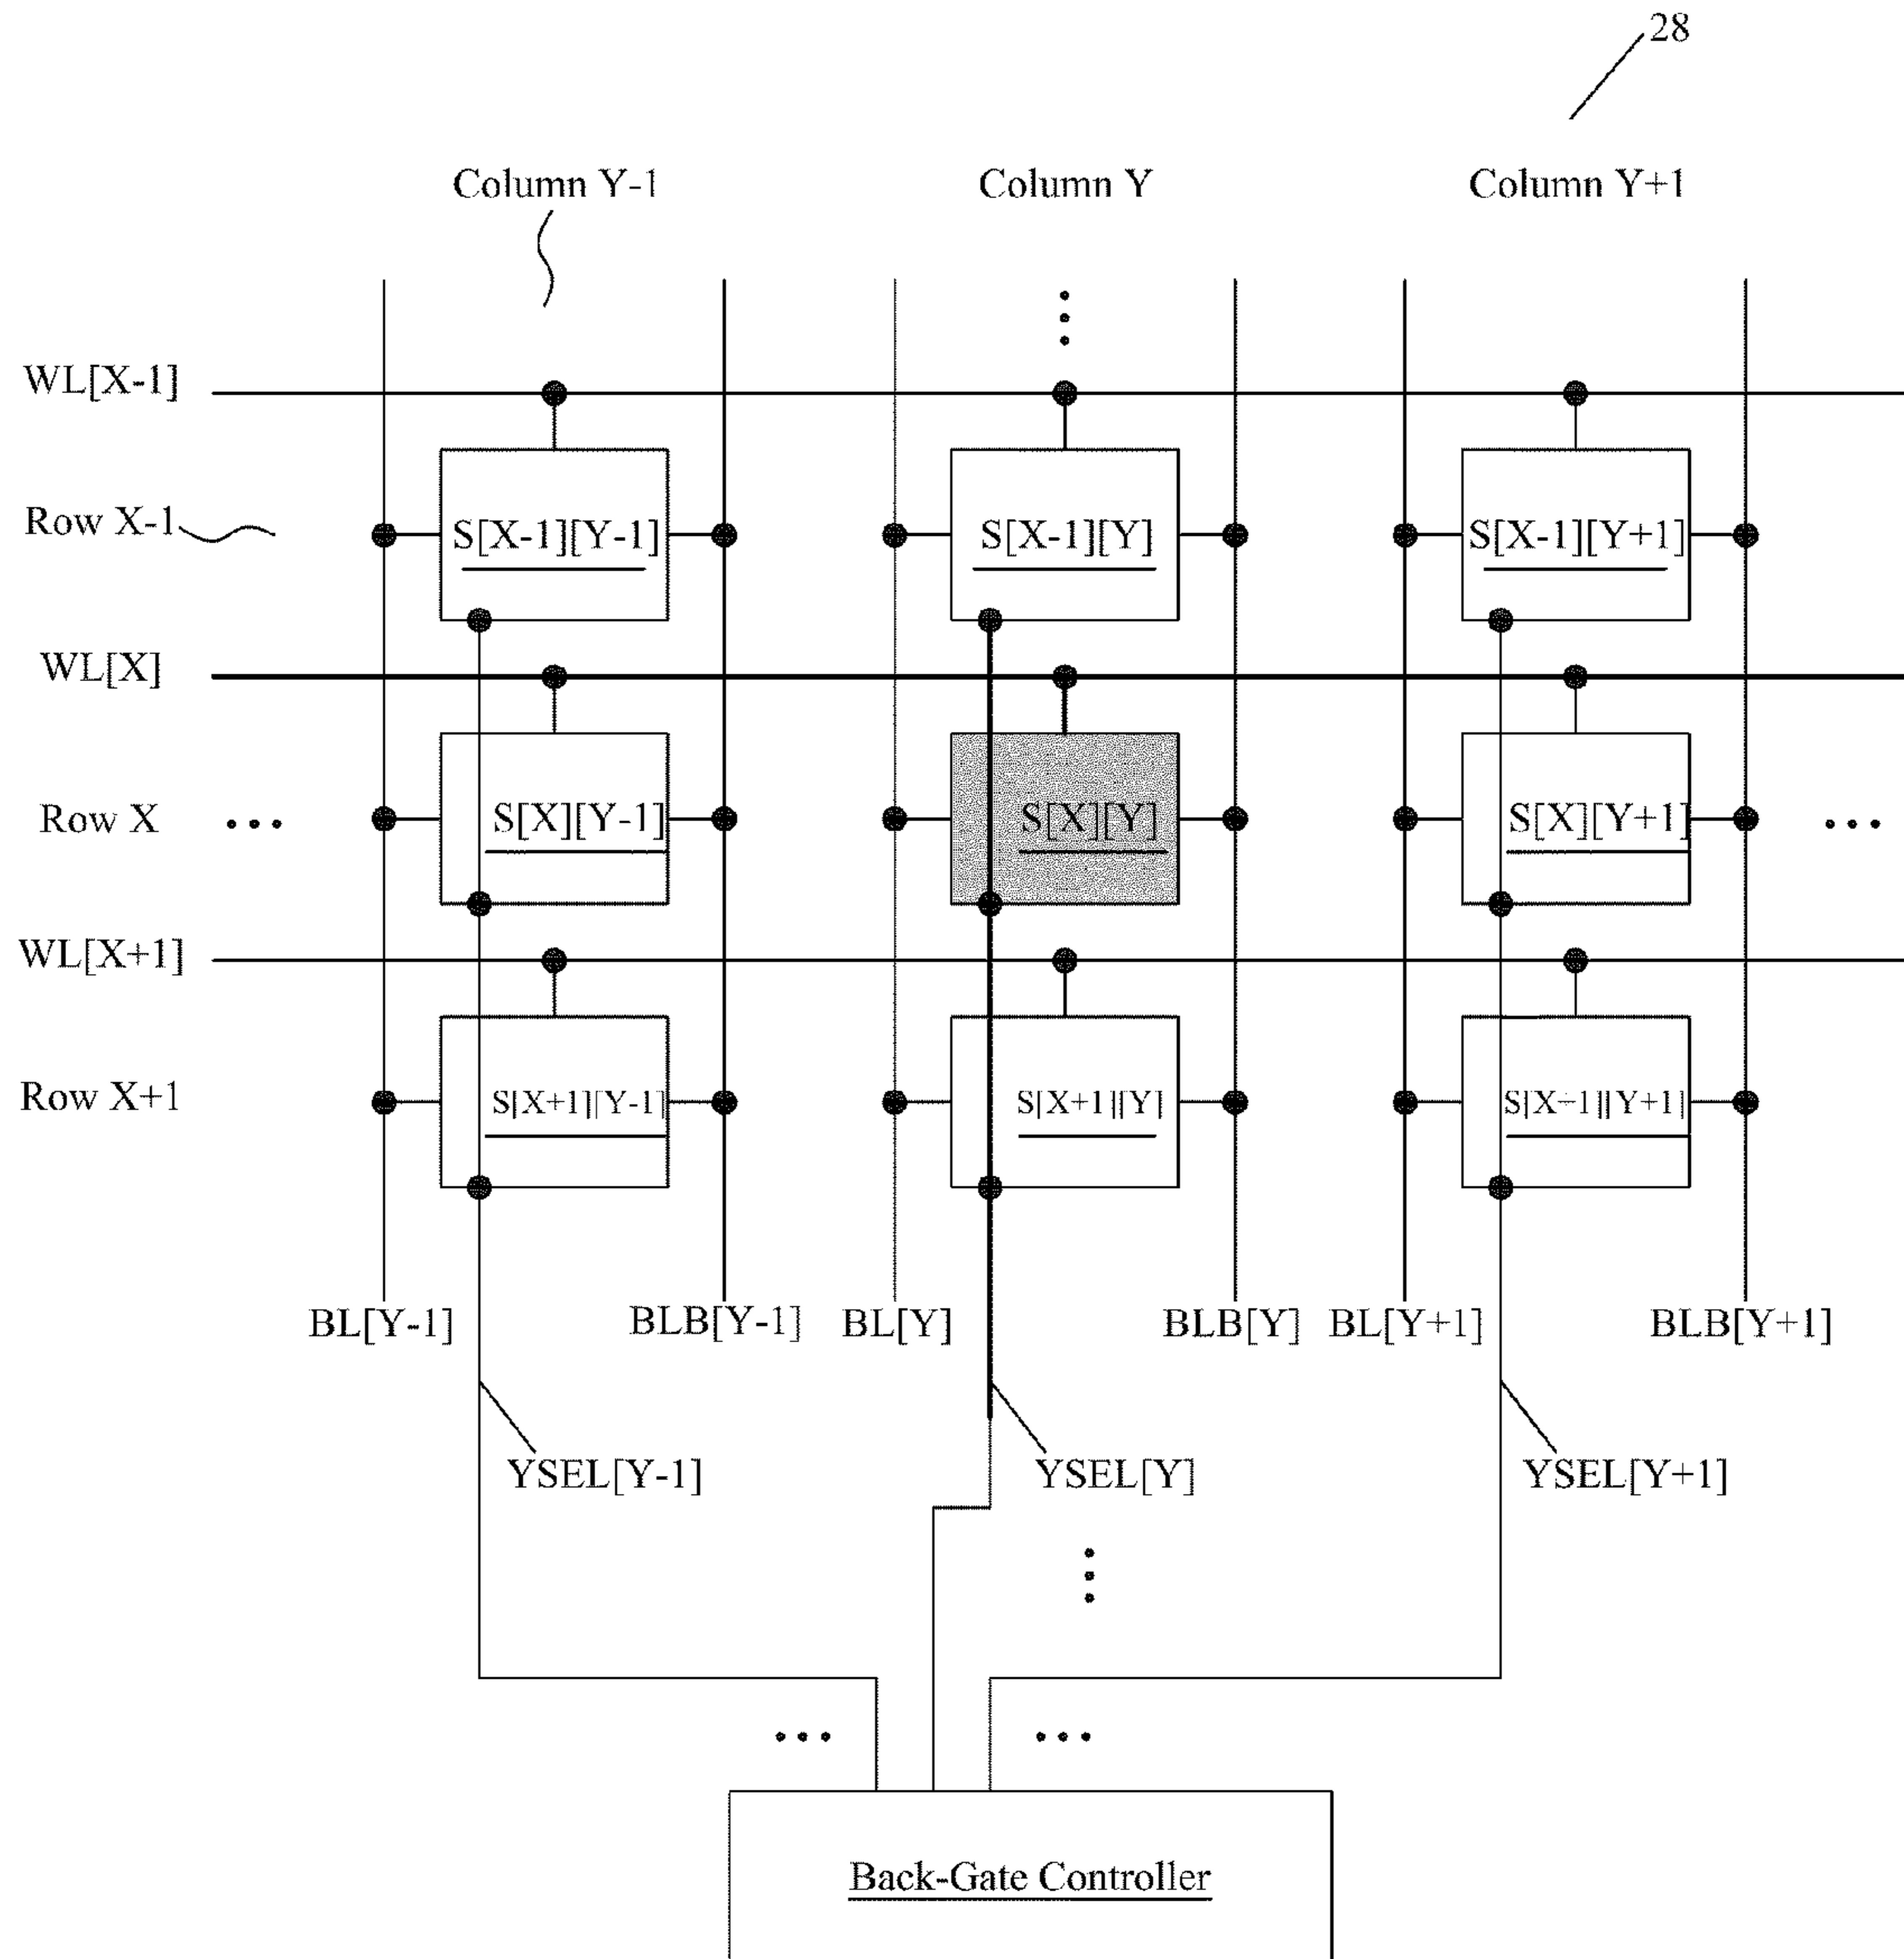 28
Column Y-1 Column Y Column Y+1
WL[X-1]
Row X-1 S[X-1][Y-1] S[X-1][Y] S[X-1][Y+1]
WL[X]
Row X ... S[X][Y-1] S[X][Y] S[X][Y+1] ...
WL[X+1]
Row X+1 S[X+1][Y-1] S[X+1][Y] S[X+1][Y+1]
BL[Y-1] BLB[Y-1] BL[Y] BLB[Y] BL[Y+1] BLB[Y+1]
YSEL[Y-1] YSEL[Y] YSEL[Y+1]
... ...
Back-Gate Controller